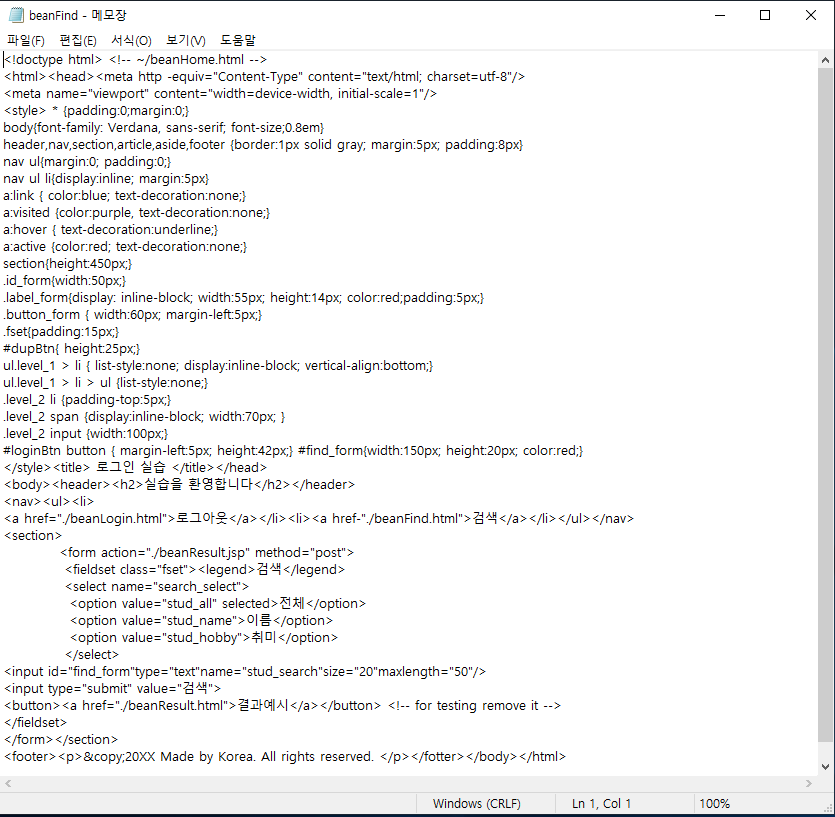 beanFind - 메모장
파일(F) 편집(E) 서식(O) 보기(V) 도움말
<!doctype html> <!-- ~/beanHome.html -->
<html><head><meta http -equiv="Content-Type" content="text/html; charset=utf-8"/>
<meta name="viewport" content="width=device-width, initial-scale=1"/>
<style> * {padding:0;margin:0;}
body{font-family: Verdana, sans-serif; font-size;0.8em}
header,nav,section,article,aside,footer {border:1px solid gray; margin:5px; padding:8px}
nav ul{margin:0; padding:0;}
nav ul li{display:inline; margin:5px}
a:link { color:blue; text-decoration:none;}
a:visited {color:purple, text-decoration:none;}
a:hover { text-decoration:underline;}
a:active {color:red; text-decoration:none;}
section{height:450px;}
.id_form{width:50px;}
.label_form{display: inline-block; width:55px; height:14px; color:red;padding:5px;}
.button_form { width:60px; margin-left:5px;}
.fset{padding:15px;}
#dupBtn{ height:25px;}
ul.level_1 > li { list-style:none; display:inline-block; vertical-align:bottom;}
ul.level_1 > li > ul {list-style:none;}
.level_2 li {padding-top:5px;}
.level_2 span {display:inline-block; width:70px; }
.level_2 input {width:100px;}
#loginBtn button { margin-left:5px; height:42px;} #find_form{width:150px; height:20px; color:red;}
</style><title> 로그인 실습 </title></head>
<body><header><h2>실습을 환영합니다</h2></header>
<nav><ul><li>
<a href="./beanLogin.html">로그아웃</a></li><li><a href-"./beanFind.html">검색</a></li></ul></nav>
<section>
<form action="./beanResult.jsp" method="post">
<fieldset class="fset"><legend>검색</legend>
<select name="search_select">
<option value="stud_all" selected>전체</option>
<option value="stud_name">이름</option>
<option value="stud_hobby">취미</option>
</select>
<input id="find_form"type="text"name="stud_search"size="20"maxlength="50"/>
<input type="submit" value="검색">
<button><a href="./beanResult.html">결과예시</a></button> <!-- for testing remove it -->
</fieldset>
</form></section>
<footer><p>&copy;20XX Made by Korea. All rights reserved. </p></fotter></body></html>
Windows (CRLF) Ln 1, Col 1 100%